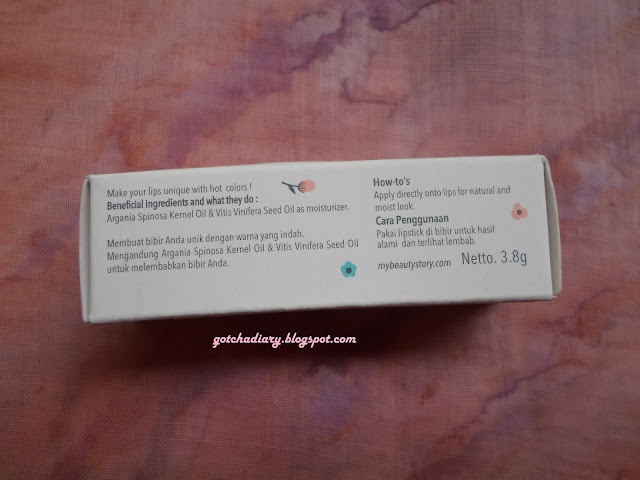 Make your lips unique with hot colors !
Beneficial ingredients and what they do :
Argania Spinosa Kernel Oil & Vitis Vinifera Seed Oil as moisturizer.
Membuat bibir Anda unik dengan warna yang indah.
Mengandung Argania Spinosa Kernel Oil & Vitis Vinifera Seed Oil
untuk melembabkan bibir Anda.
How-to's
Apply directly onto lips for natural and
moist look.
Cara Penggunaan
Pakai lipstick di bibir untuk hasil
alami dan terlihat lembab.
mybeautystory.com Netto. 3.8g
gotchadiary.blogspot.com